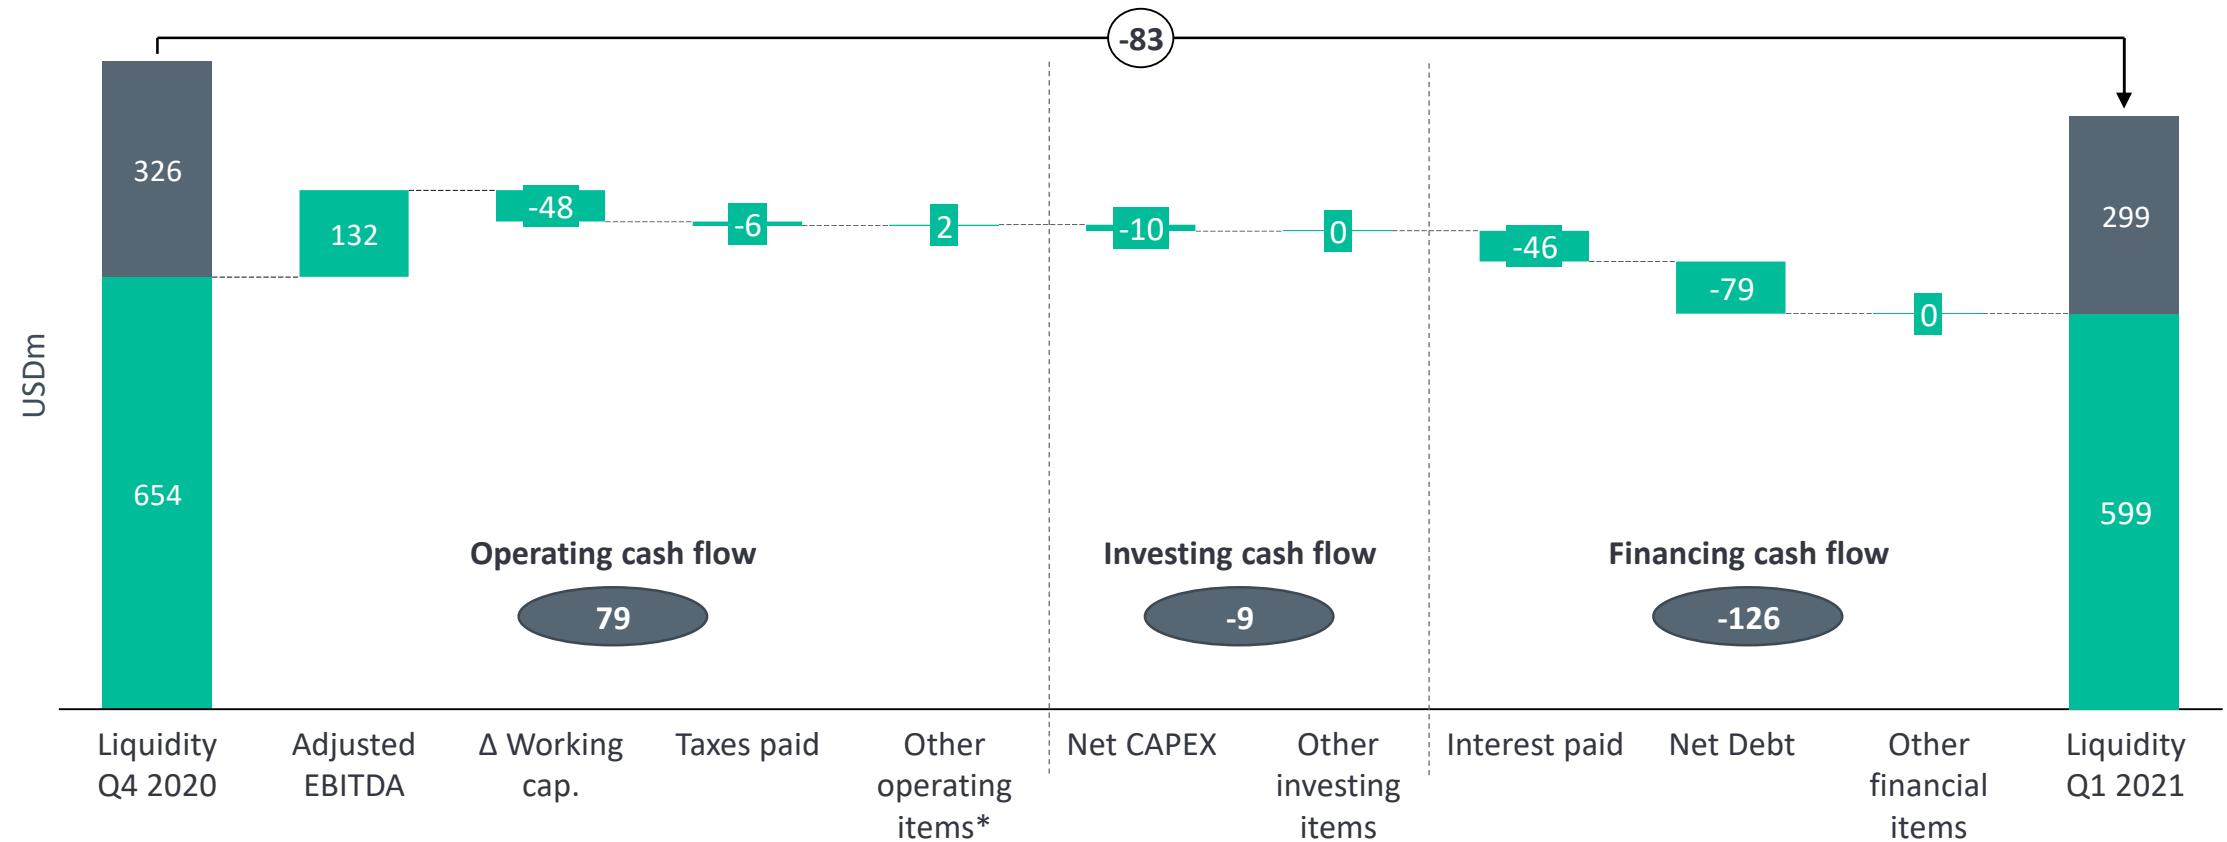 -83
326
654
132
-48
-6
2
-10
0
-46
-79
0
299
599
USDm
Operating cash flow
79
Investing cash flow
-9
Financing cash flow
-126
Liquidity
Q4 2020
Adjusted
EBITDA
Δ Working
cap.
Taxes paid
Other
operating
items*
Net CAPEX
Other
investing
items
Interest paid
Net Debt
Other
financial
items
Liquidity
Q1 2021